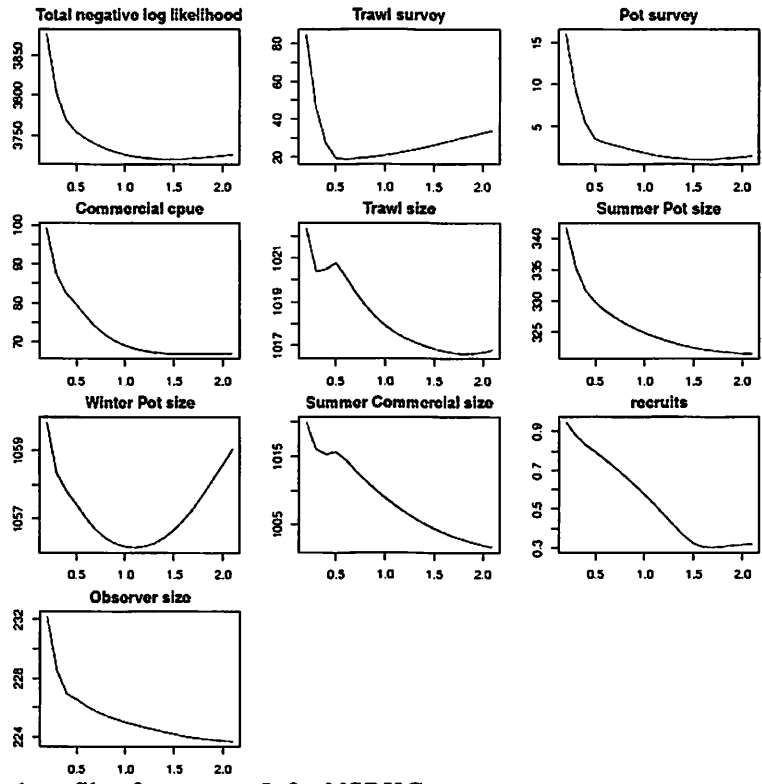 Total negative log likelihood
3850
3800
3750
0.5 1.0 1.5 2.0
Trawl survey
80
60
40
20
0.5 1.0 1.5 2.0
Pot survey
15
10
5
0.5 1.0 1.5 2.0
Commercial cpue
100
90
80
70
0.5 1.0 1.5 2.0
Trawl size
1021
1019
1017
0.5 1.0 1.5 2.0
Summer Pot size
340
335
330
325
0.5 1.0 1.5 2.0
Winter Pot size
1059
1057
0.5 1.0 1.5 2.0
Summer Commercial size
1015
1005
0.5 1.0 1.5 2.0
recruits
0.9
0.7
0.5
0.3
0.5 1.0 1.5 2.0
Observer size
232
228
224
0.5 1.0 1.5 2.0